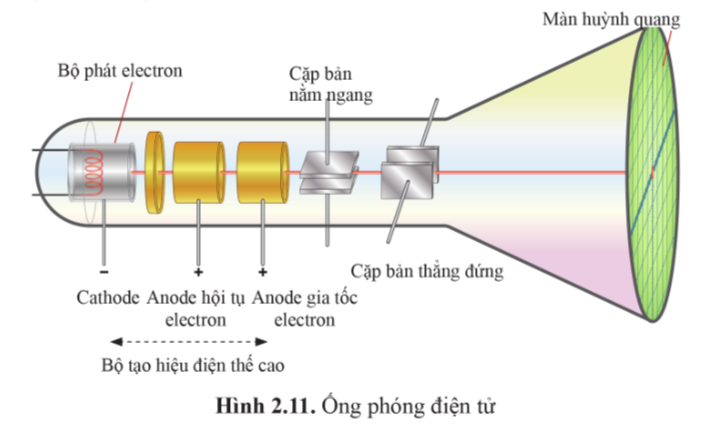 Màn huỳnh quang
Bộ phát electron
Cặp bản
nằm ngang
Cặp bản thẳng đứng
− + +
Cathode Anode hội tụ Anode gia tốc
electron electron
Bộ tạo hiệu điện thế cao
Hình 2.11. Ống phóng điện tử